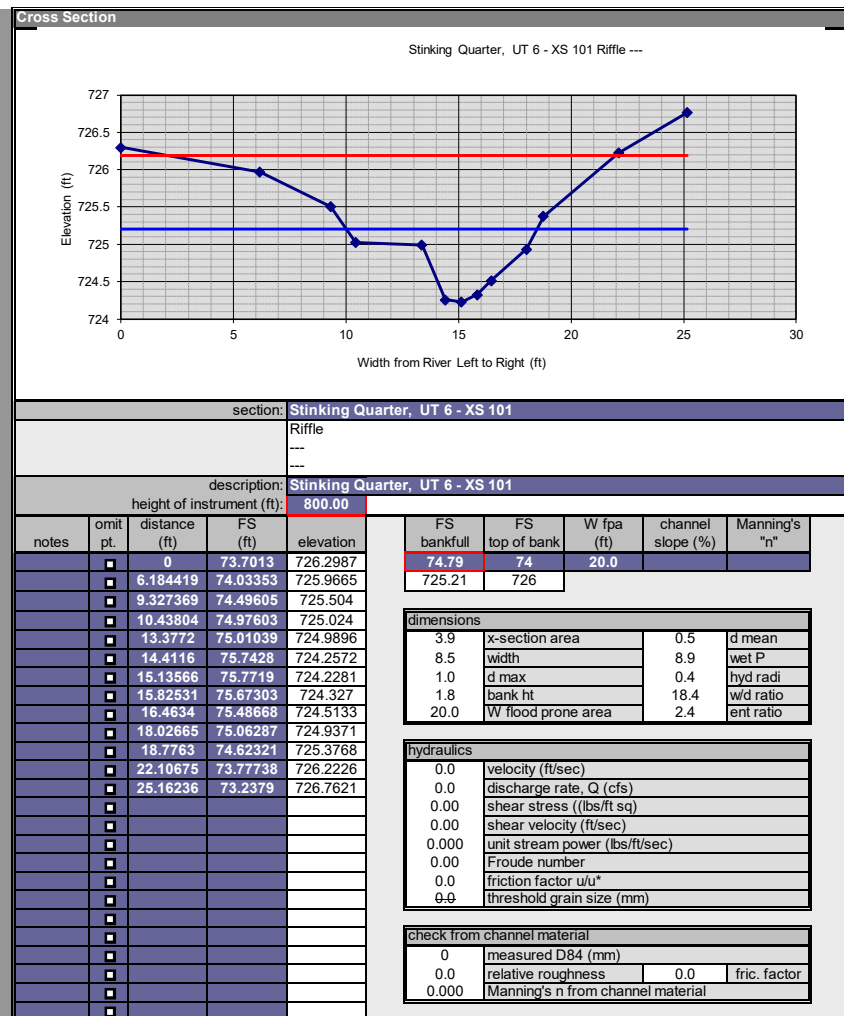 Cross Section
Stinking Quarter, UT 6 - XS 101 Riffle ---
727
726.5
726
725.5
725
724.5
724
Elevation (ft)
0 5 10 15 20 25 30
Width from River Left to Right (ft)
section: Stinking Quarter, UT 6 - XS 101
Riffle
---
---
description: Stinking Quarter, UT 6 - XS 101
height of instrument (ft): 800.00
omit distance FS FS FS W fpa channel Manning's
notes pt. (ft) (ft) elevation bankfull top of bank (ft) slope (%) "n"
0 73.7013 726.2987 74.79 74 20.0
6.184419 74.03353 725.9665 725.21 726
9.327369 74.49605 725.504
10.43804 74.97603 725.024
13.3772 75.01039 724.9896
14.4116 75.7428 724.2572
15.13566 75.7719 724.2281
15.82531 75.67303 724.327
16.4634 75.48668 724.5133
18.02665 75.06287 724.9371
18.7763 74.62321 725.3768
22.10675 73.77738 726.2226
25.16236 73.2379 726.7621
dimensions
3.9 x-section area 0.5 d mean
8.5 width 8.9 wet P
1.0 d max 0.4 hyd radi
1.8 bank ht 18.4 w/d ratio
20.0 W flood prone area 2.4 ent ratio
hydraulics
0.0 velocity (ft/sec)
0.0 discharge rate, Q (cfs)
0.00 shear stress ((lbs/ft sq)
0.00 shear velocity (ft/sec)
0.000 unit stream power (lbs/ft/sec)
0.00 Froude number
0.0 friction factor u/u*
0.0 threshold grain size (mm)
check from channel material
0 measured D84 (mm)
0.0 relative roughness 0.0 fric. factor
0.000 Manning's n from channel material